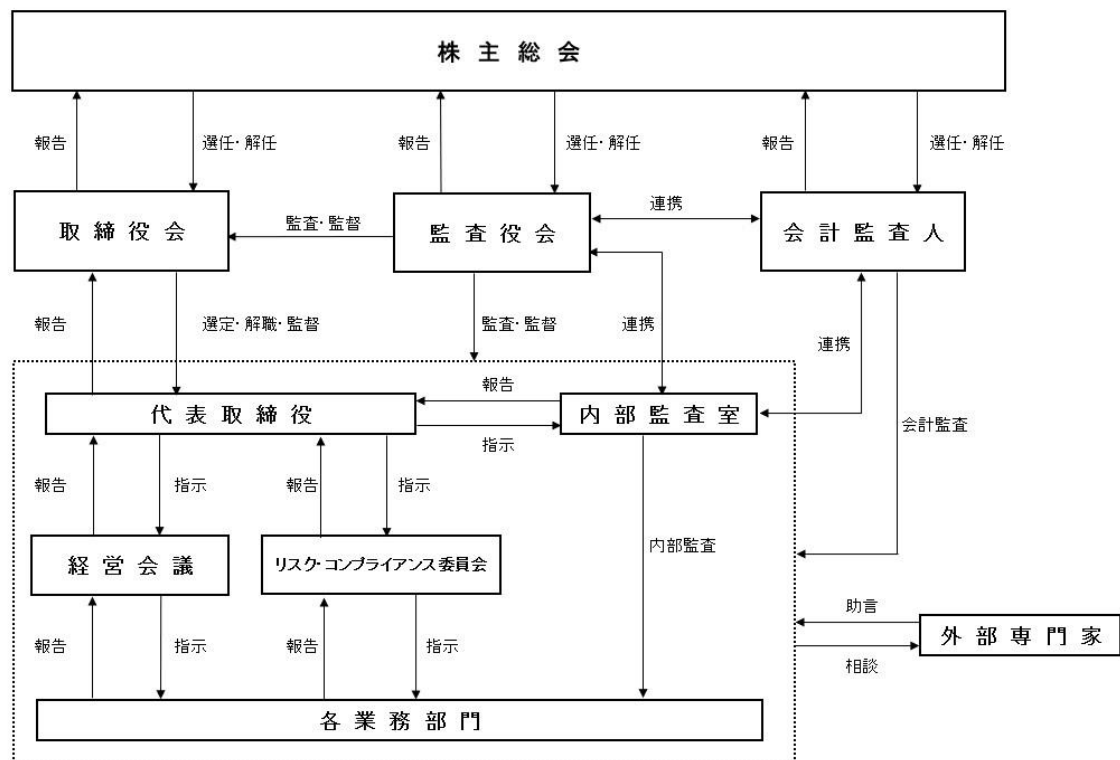 株主総会
報告
選任・解任
報告
選任・解任
報告
選任・解任
取締役会
監査・監督
監査役会
連携
会計監査人
報告
選定・解職・監督
監査・監督
連携
連携
代表取締役
報告
指示
内部監査室
会計監査
報告
指示
報告
指示
内部監査
経営会議
リスク・コンプライアンス委員会
報告
指示
報告
指示
助言
相談
外部専門家
各業務部門